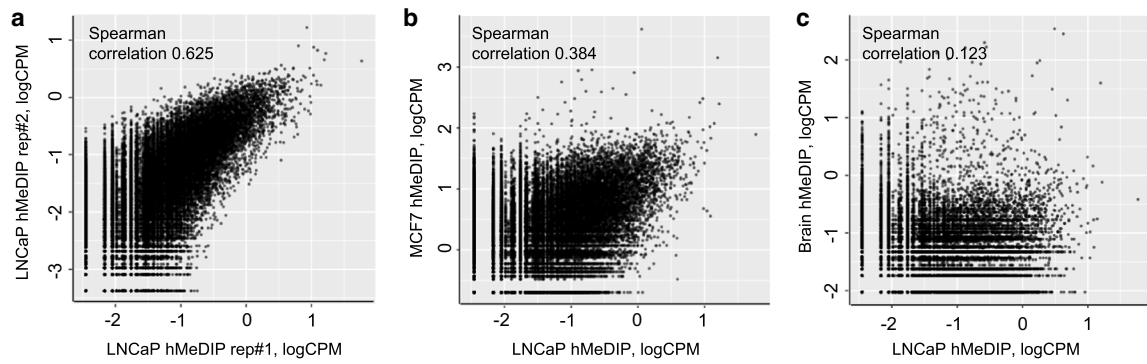 a
Spearman
correlation 0.625
LNCaP hMeDIP rep#2, logCPM
1
0
-1
-2
-3
-2 -1 0 1
LNCaP hMeDIP rep#1, logCPM
b
Spearman
correlation 0.384
MCF7 hMeDIP, logCPM
3
2
1
0
-2 -1 0 1
LNCaP hMeDIP, logCPM
c
Spearman
correlation 0.123
Brain hMeDIP, logCPM
2
1
0
-1
-2
-2 -1 0 1
LNCaP hMeDIP, logCPM